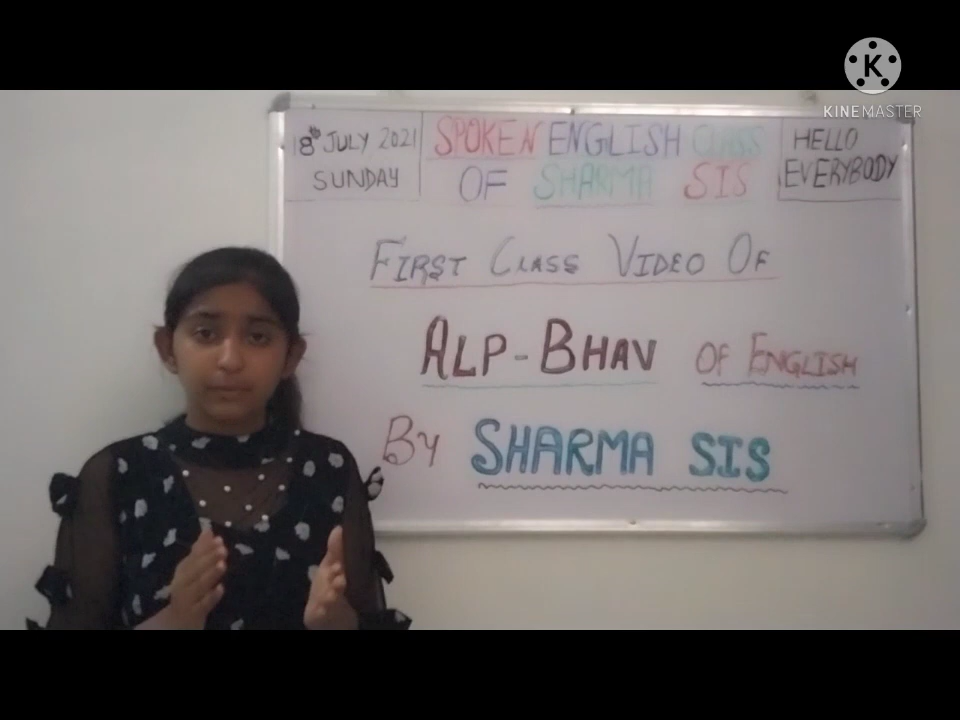 KINEMASTER
18th JULY 2021
SUNDAY
SPOKEN ENGLISH CLASS
OF SHARMA SIS
HELLO
EVERYBODY
FIRST CLASS VIDEO OF
ALP-BHAV OF ENGLISH
BY SHARMA SIS